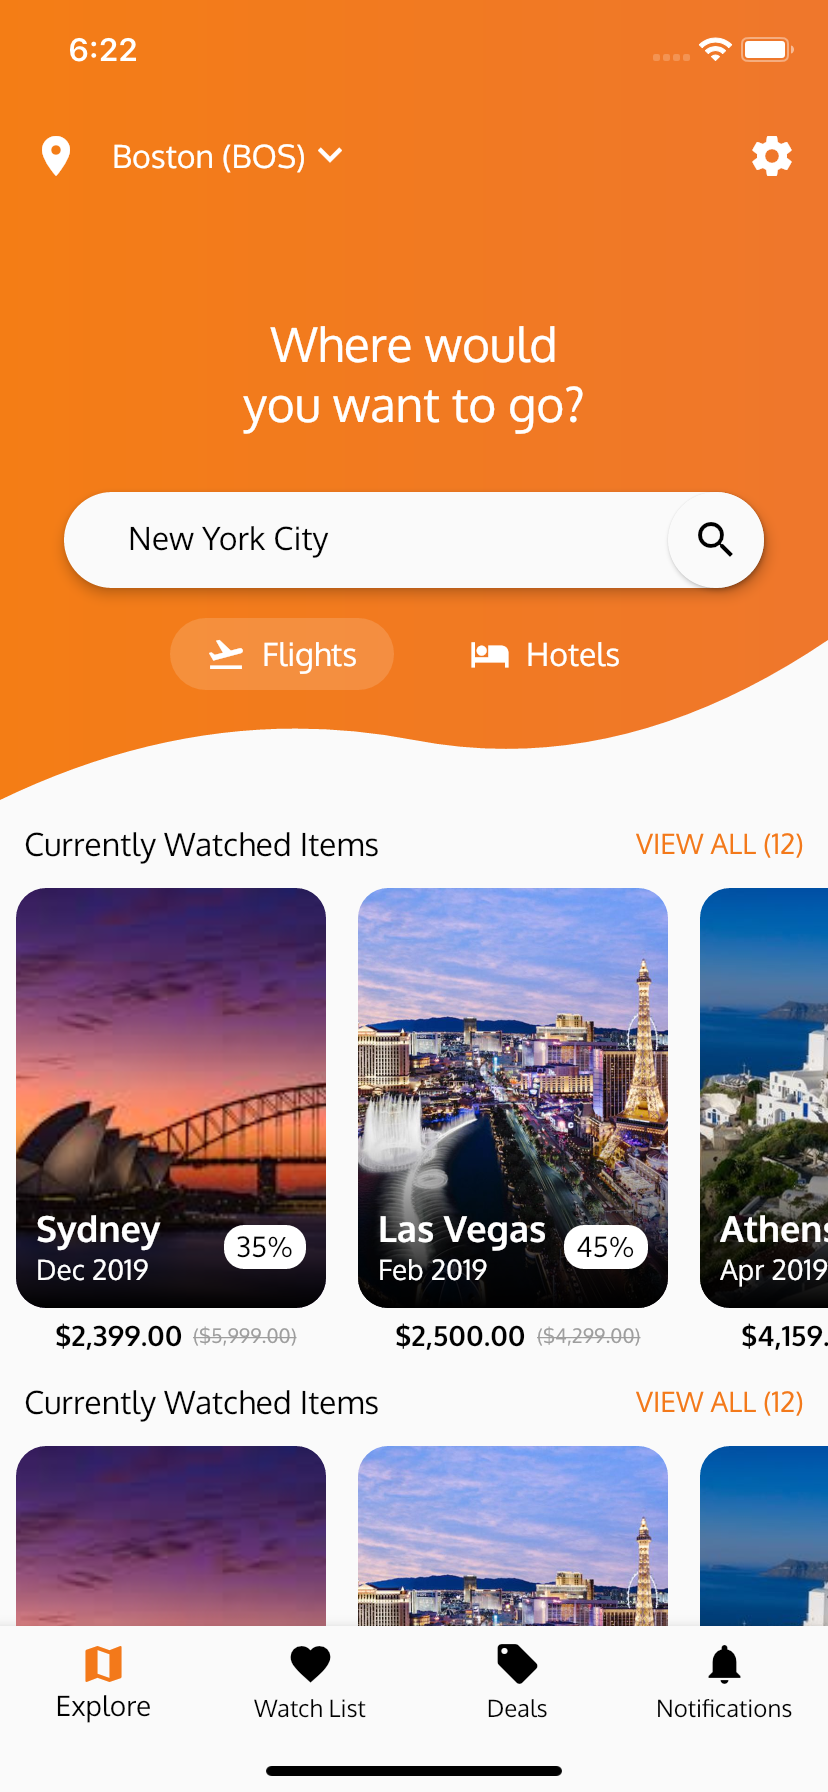 6:22
Boston (BOS)
Where would
you want to go?
New York City
Flights
Hotels
Currently Watched Items
VIEW ALL (12)
Sydney
Dec 2019
35%
Las Vegas
Feb 2019
45%
Athens
Apr 2019
$2,399.00 ($5,999.00)
$2,500.00 ($4,299.00)
$4,159.
Currently Watched Items
VIEW ALL (12)
Explore
Watch List
Deals
Notifications